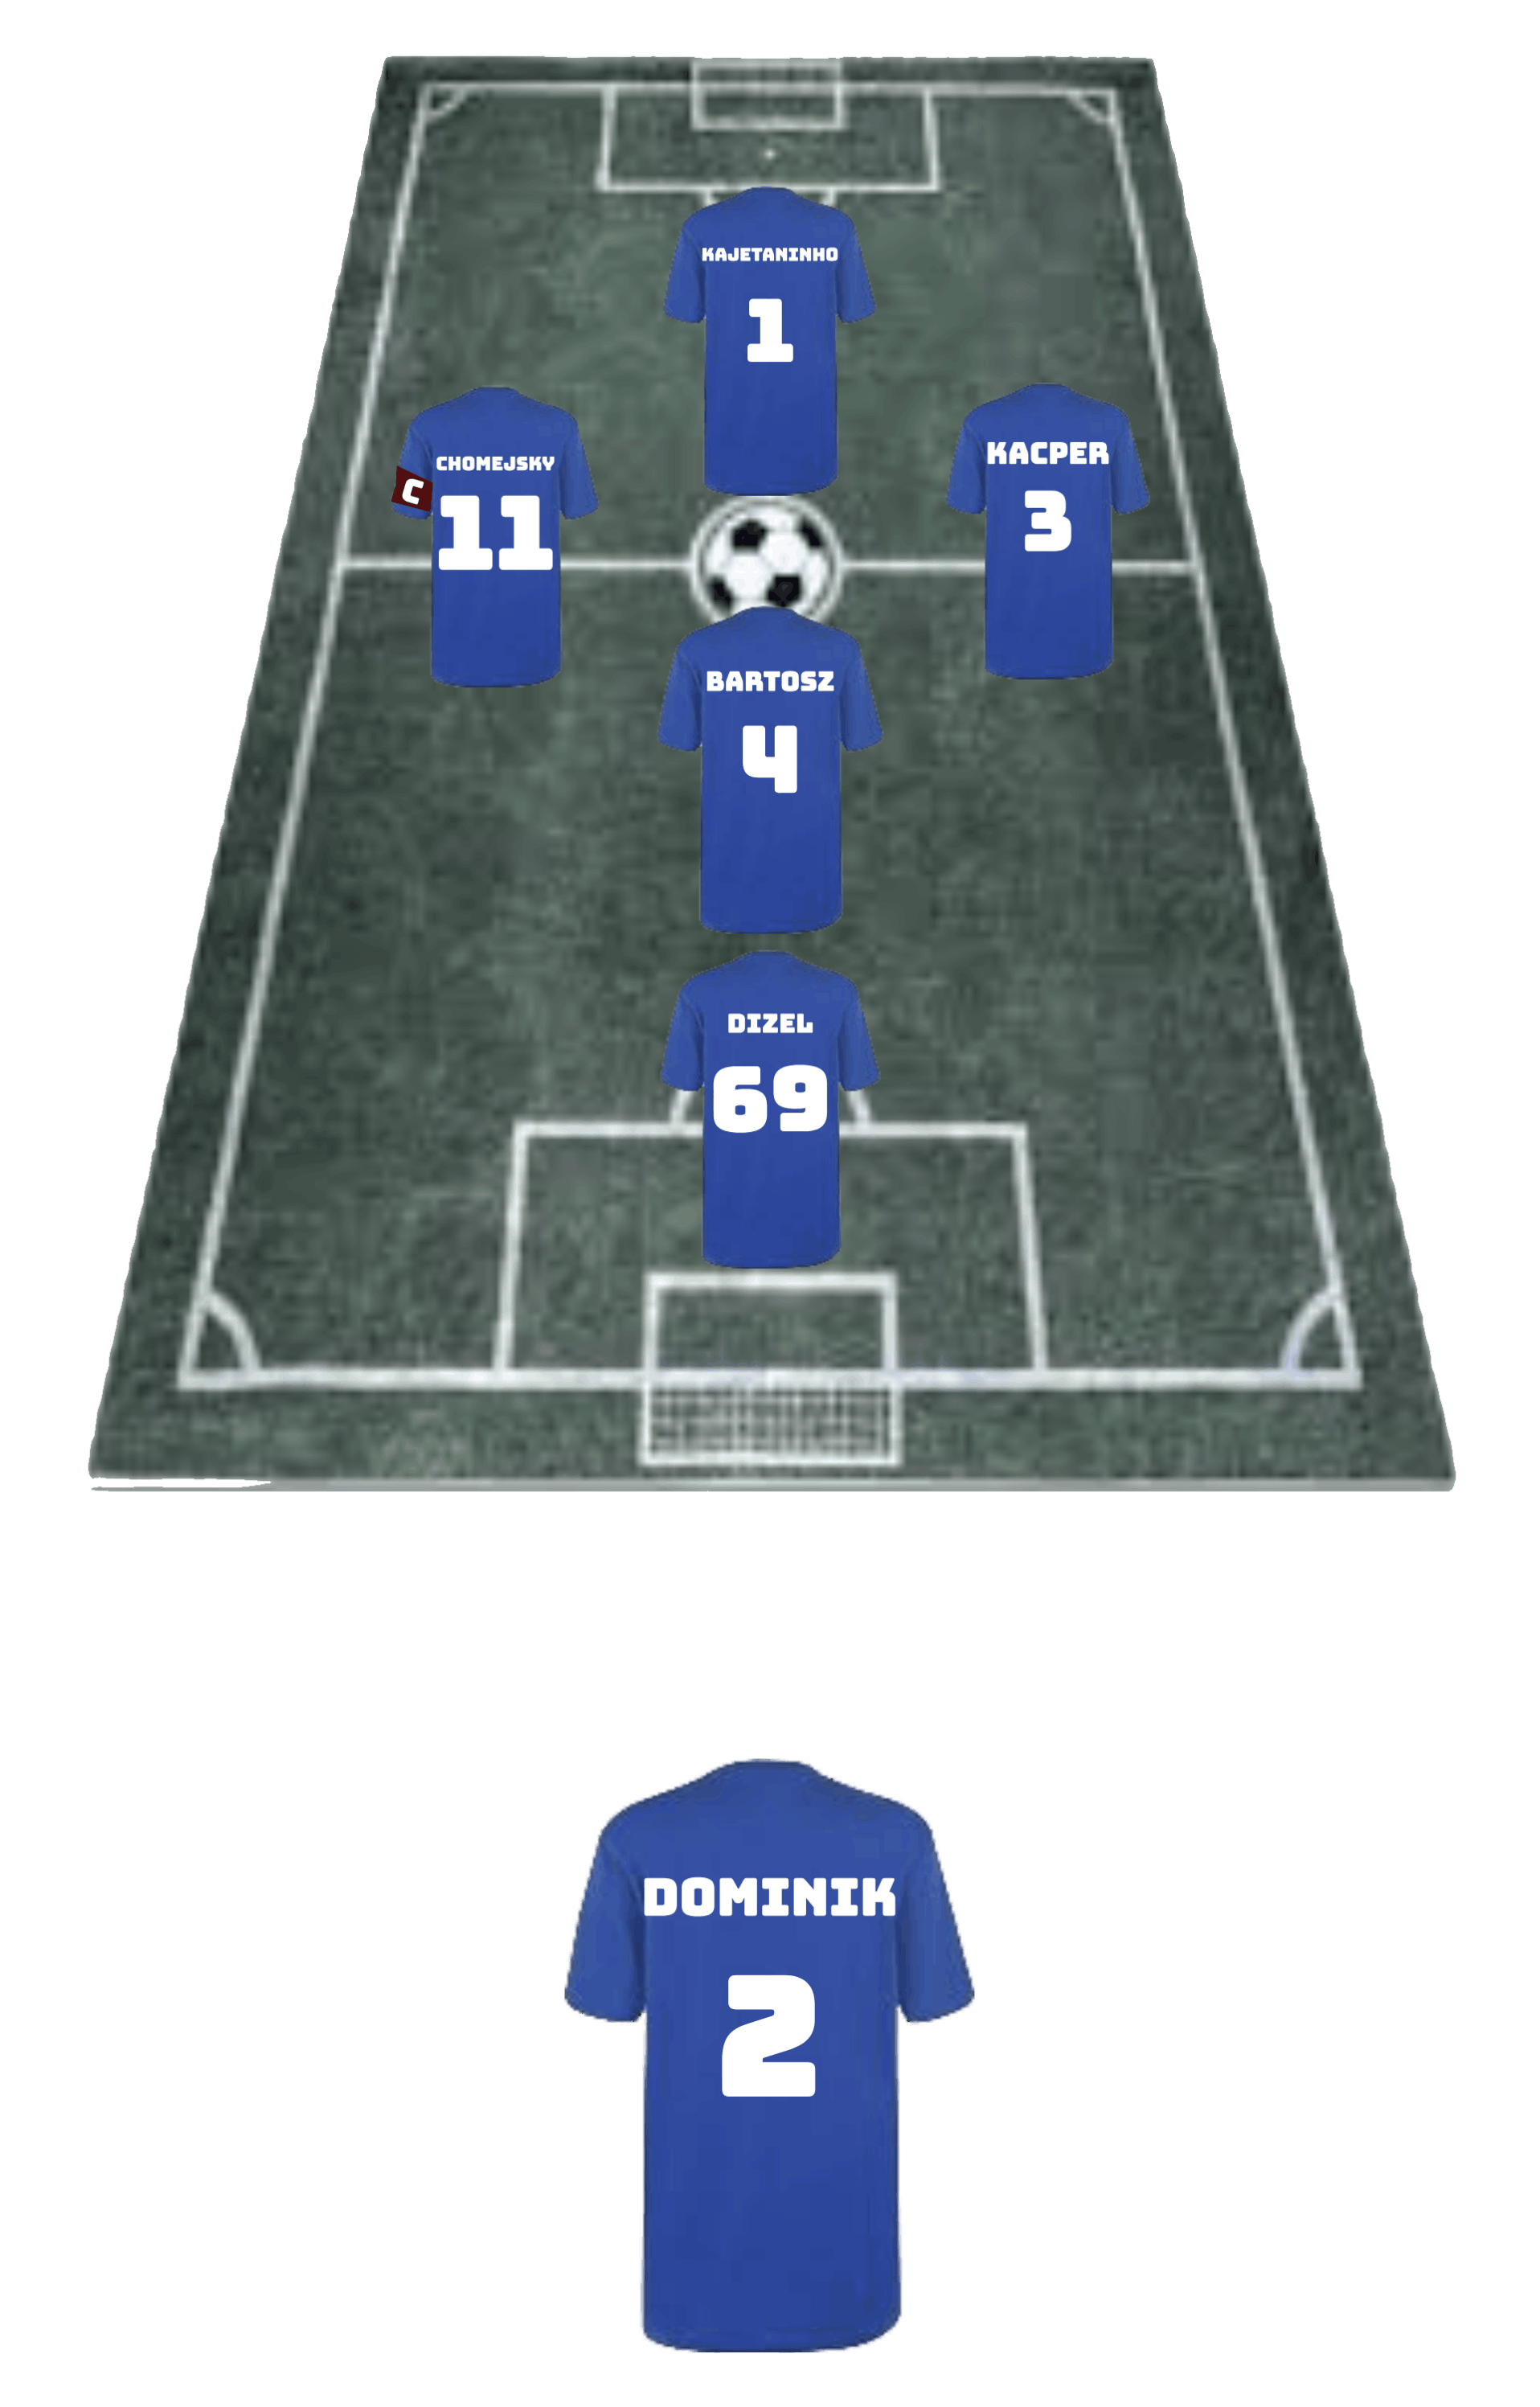 KAJETANINHO
1
CHOMEJSKY
C
11
KACPER
3
BARTOSZ
4
DIZEL
69
DOMINIK
2